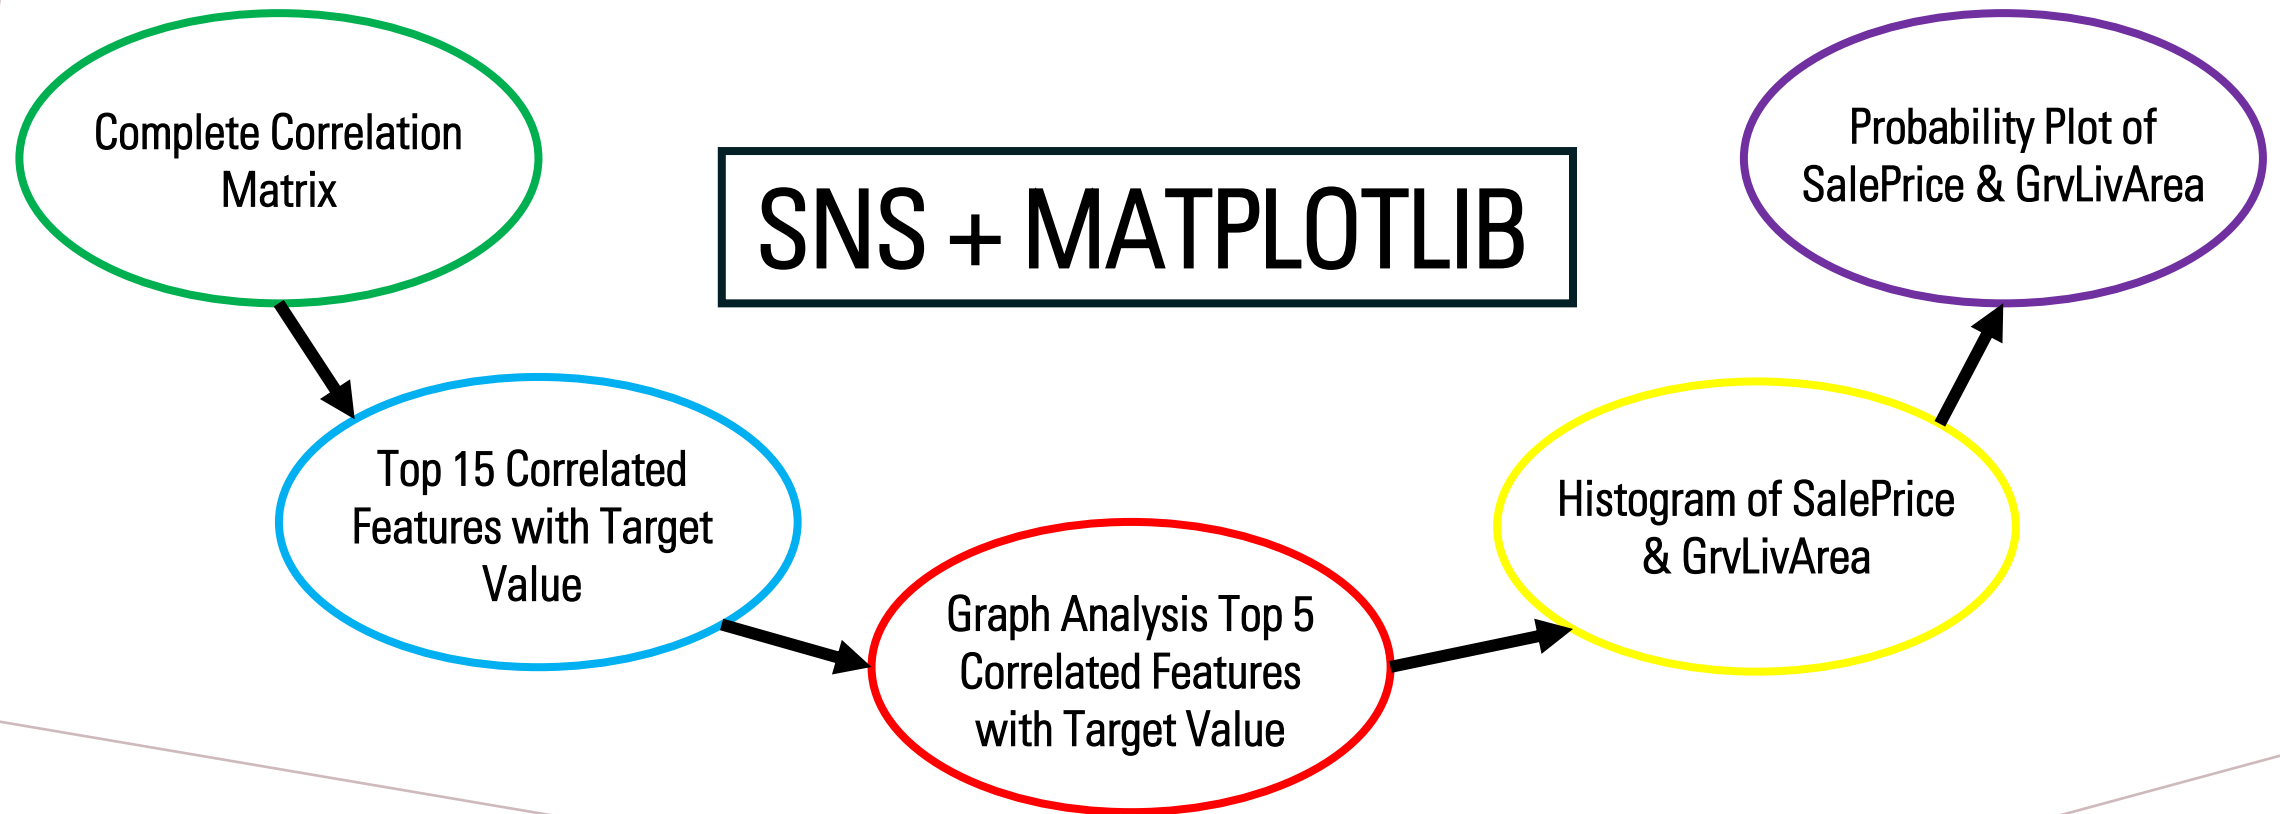 Complete Correlation
Matrix
SNS + MATPLOTLIB
Probability Plot of
SalePrice & GrvLivArea
Top 15 Correlated
Features with Target
Value
Graph Analysis Top 5
Correlated Features
with Target Value
Histogram of SalePrice
& GrvLivArea